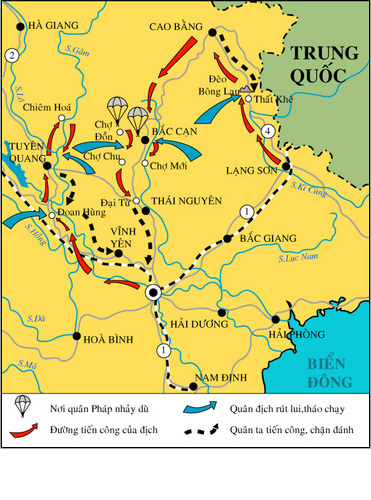 HÀ GIANG
CAO BẰNG
TRUNG
QUỐC
S.Gâm
2
Đèo
Bông Lau
Thất Khê
S.Lô
Chiêm Hoá
Chợ
Đồn
BẮC CẠN
4
TUYÊN
QUANG
Chợ Chu
Chợ Mới
LẠNG SƠN
S.Kì Cùng
Đại Từ
THÁI NGUYÊN
Đoan Hùng
1
S.Hồng
VĨNH
YÊN
BẮC GIANG
S.Lục Nam
S.Đà
HẢI DƯƠNG
HẢI PHÒNG
HOÀ BÌNH
1
S.Mã
BIỂN
ĐÔNG
NAM ĐỊNH
Nơi quân Pháp nhảy dù
Quân địch rút lui,tháo chạy
Đường tiến công của địch
Quân ta tiến công, chặn đánh